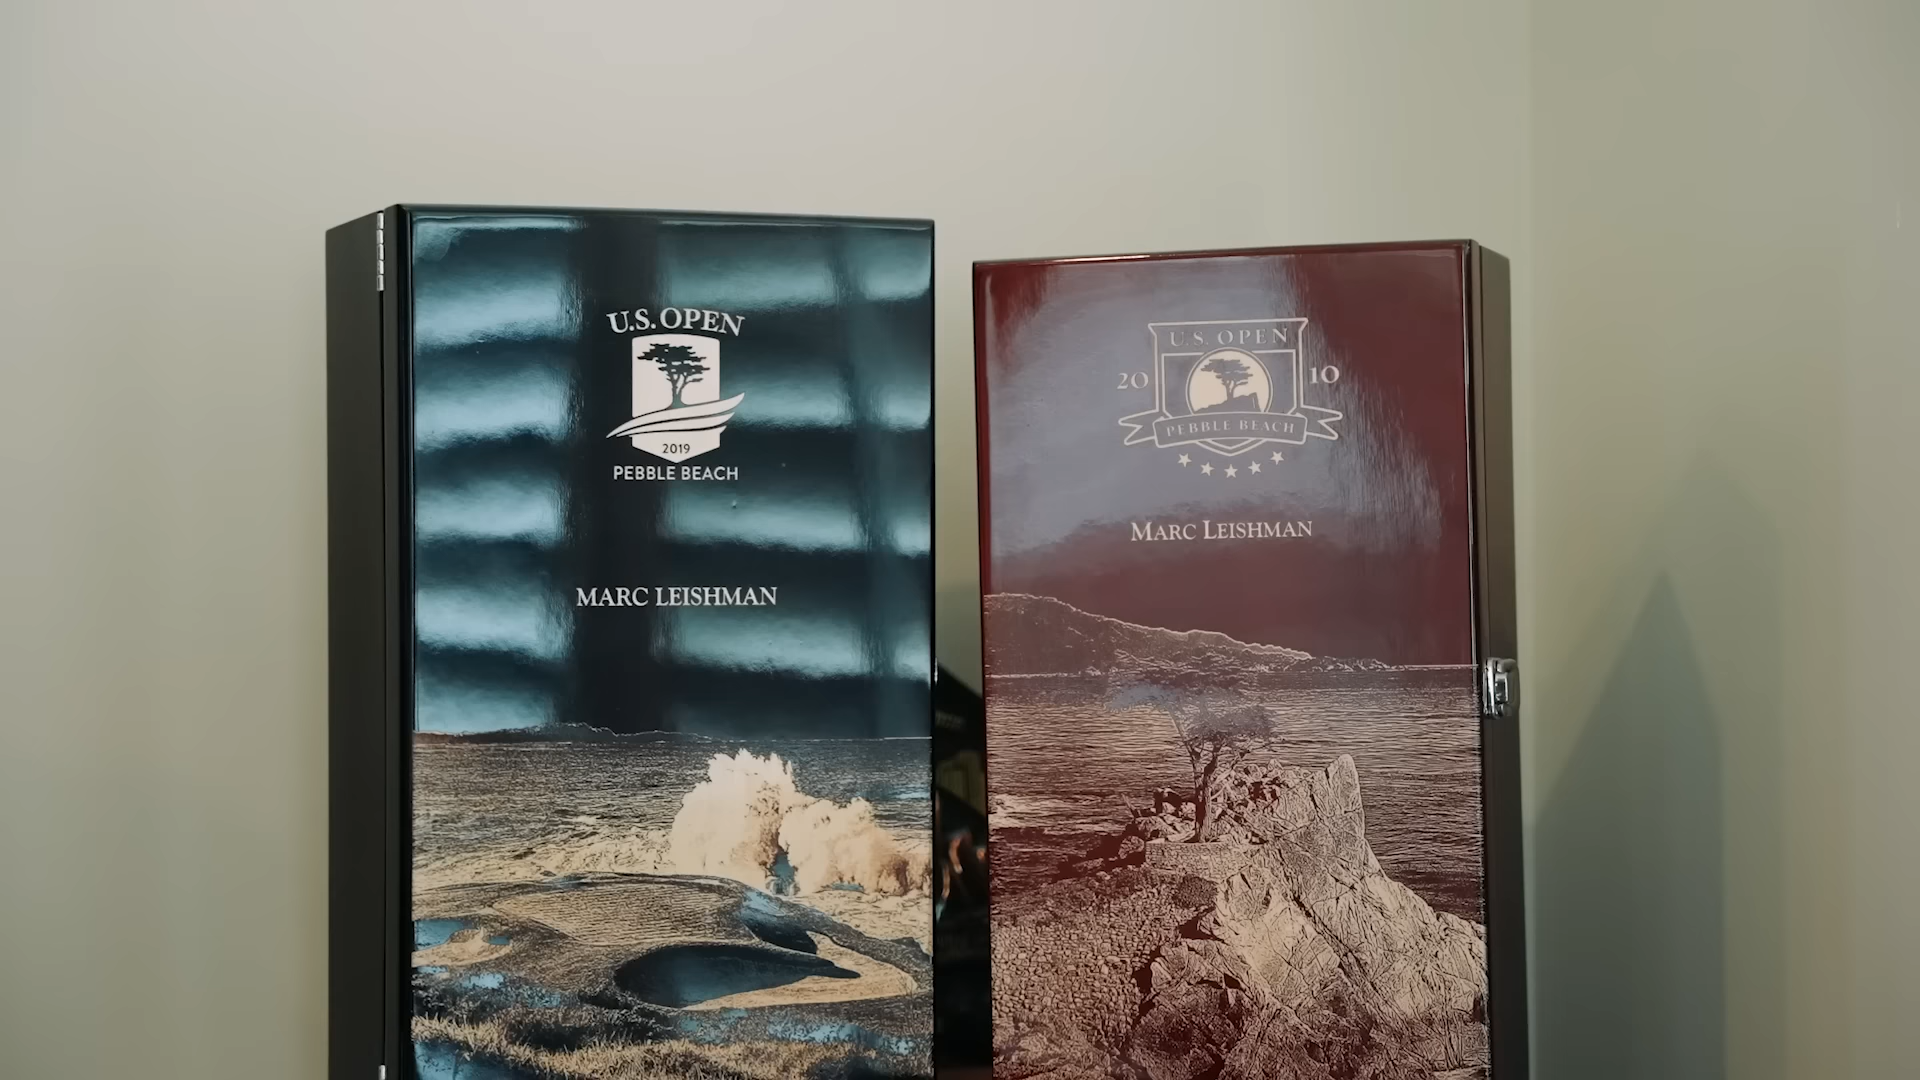 U.S. OPEN
2019
PEBBLE BEACH
MARC LEISHMAN
U.S. OPEN
20 10
PEBBLE BEACH
MARC LEISHMAN